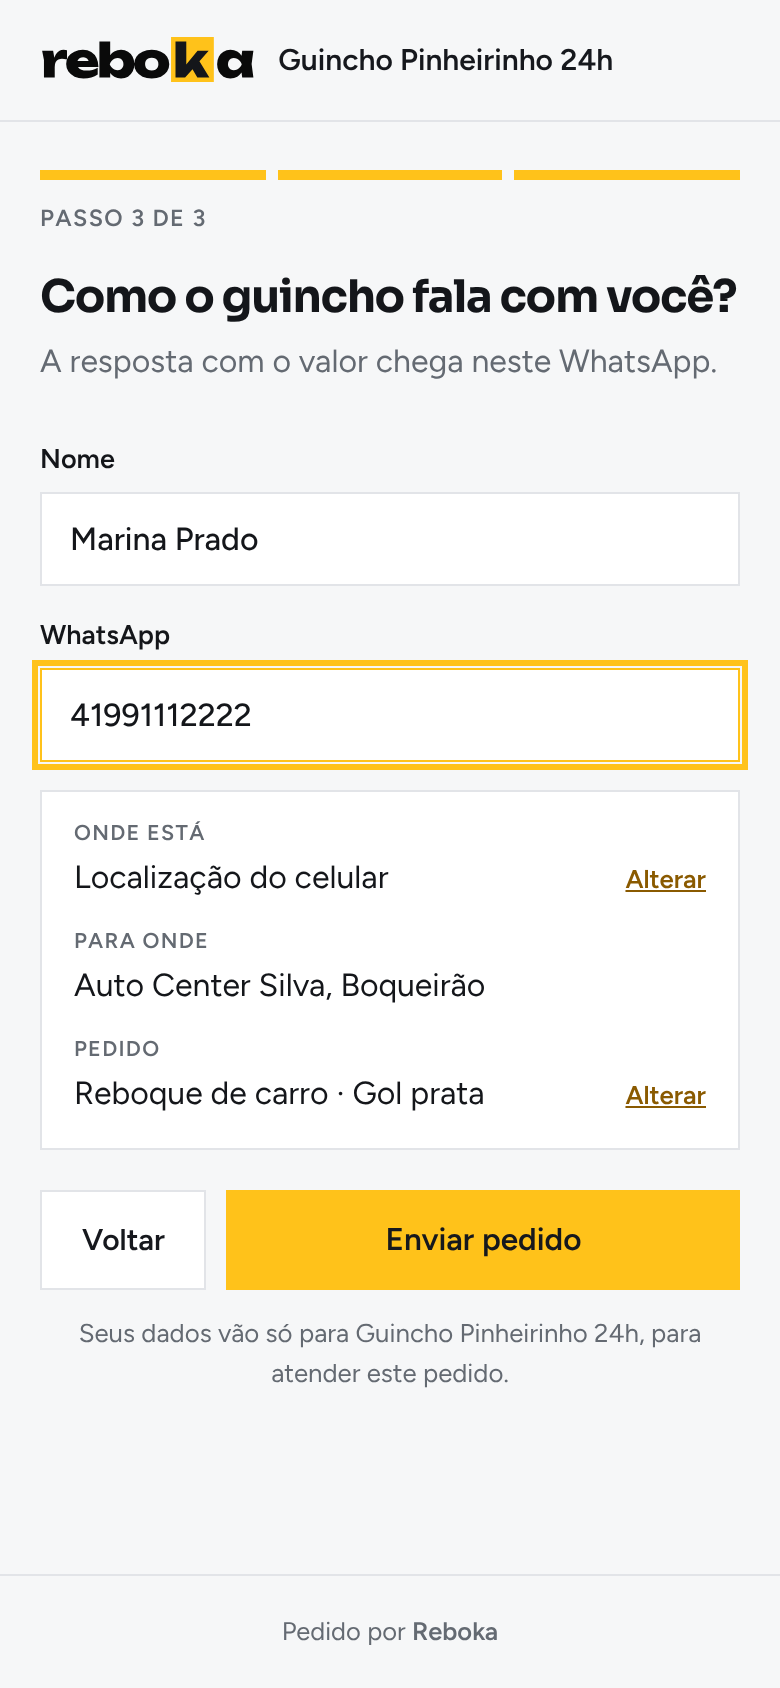 reboka Guincho Pinheirinho 24h
PASSO 3 DE 3
Como o guincho fala com você?
A resposta com o valor chega neste WhatsApp.
Nome
Marina Prado
WhatsApp
41991112222
ONDE ESTÁ
Localização do celular Alterar
PARA ONDE
Auto Center Silva, Boqueirão
PEDIDO
Reboque de carro · Gol prata Alterar
Voltar Enviar pedido
Seus dados vão só para Guincho Pinheirinho 24h, para
atender este pedido.
Pedido por Reboka